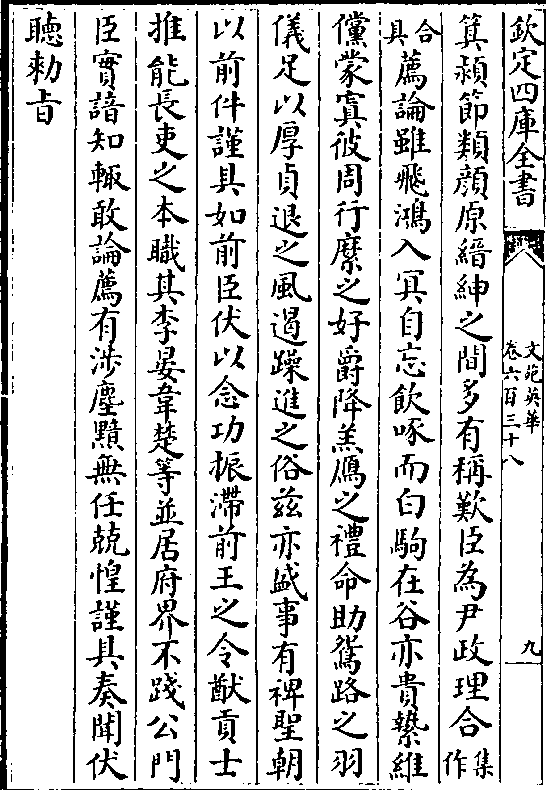 欽定四庫全書
文苑英華
卷六百三十八
九
箕潁節類顔原縉紳之間多有稱歎臣為尹政理合集作
合具薦論雖飛鴻入冥自忘飲啄而白駒在谷亦貴縶維
儻蒙寘彼周行縻之好爵降羔鴈之禮命助鴛路之羽
儀足以厚貞退之風遏躁進之俗兹亦盛事有裨聖朝
以前件謹具如前臣伏以念功振滯前王之令猷貢士
推能長吏之本職其李晏韋楚等並居府界不踐公門
臣實諳知輒敢論薦有涉塵黷無任兢惶謹具奏聞伏
聽勅旨